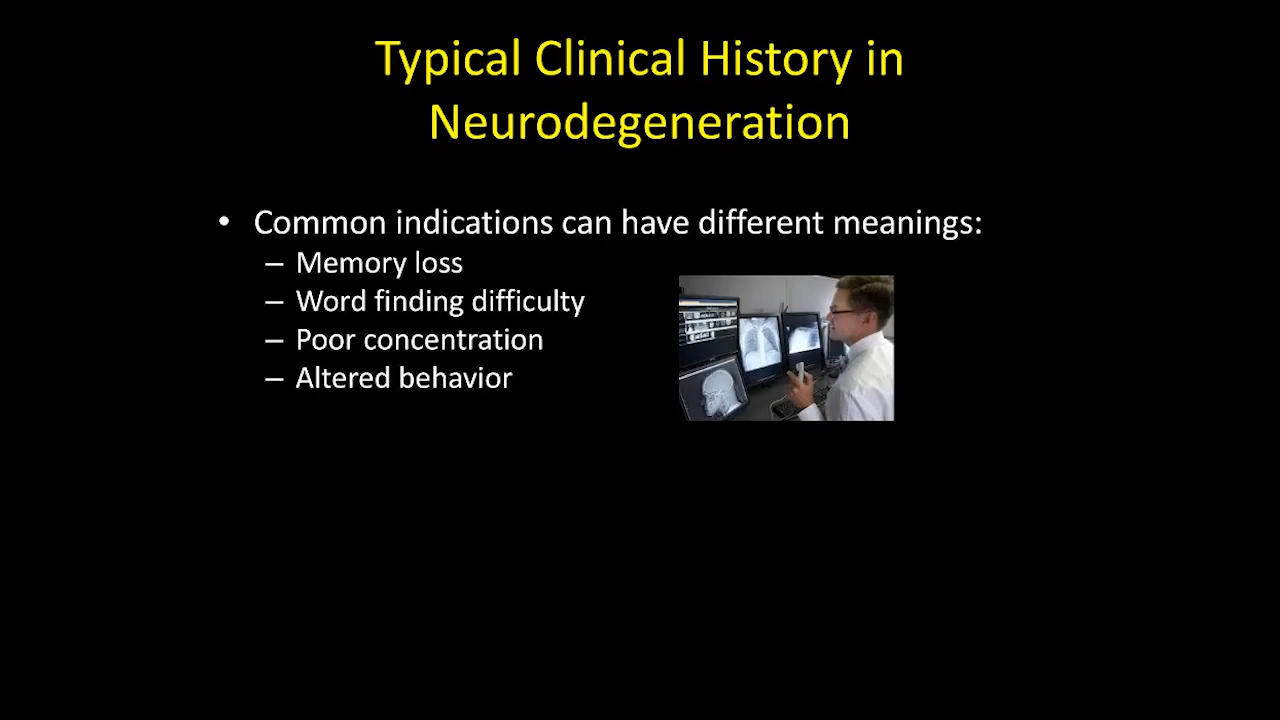 Typical Clinical History in
Neurodegeneration
• Common indications can have different meanings:
– Memory loss
– Word finding difficulty
– Poor concentration
– Altered behavior